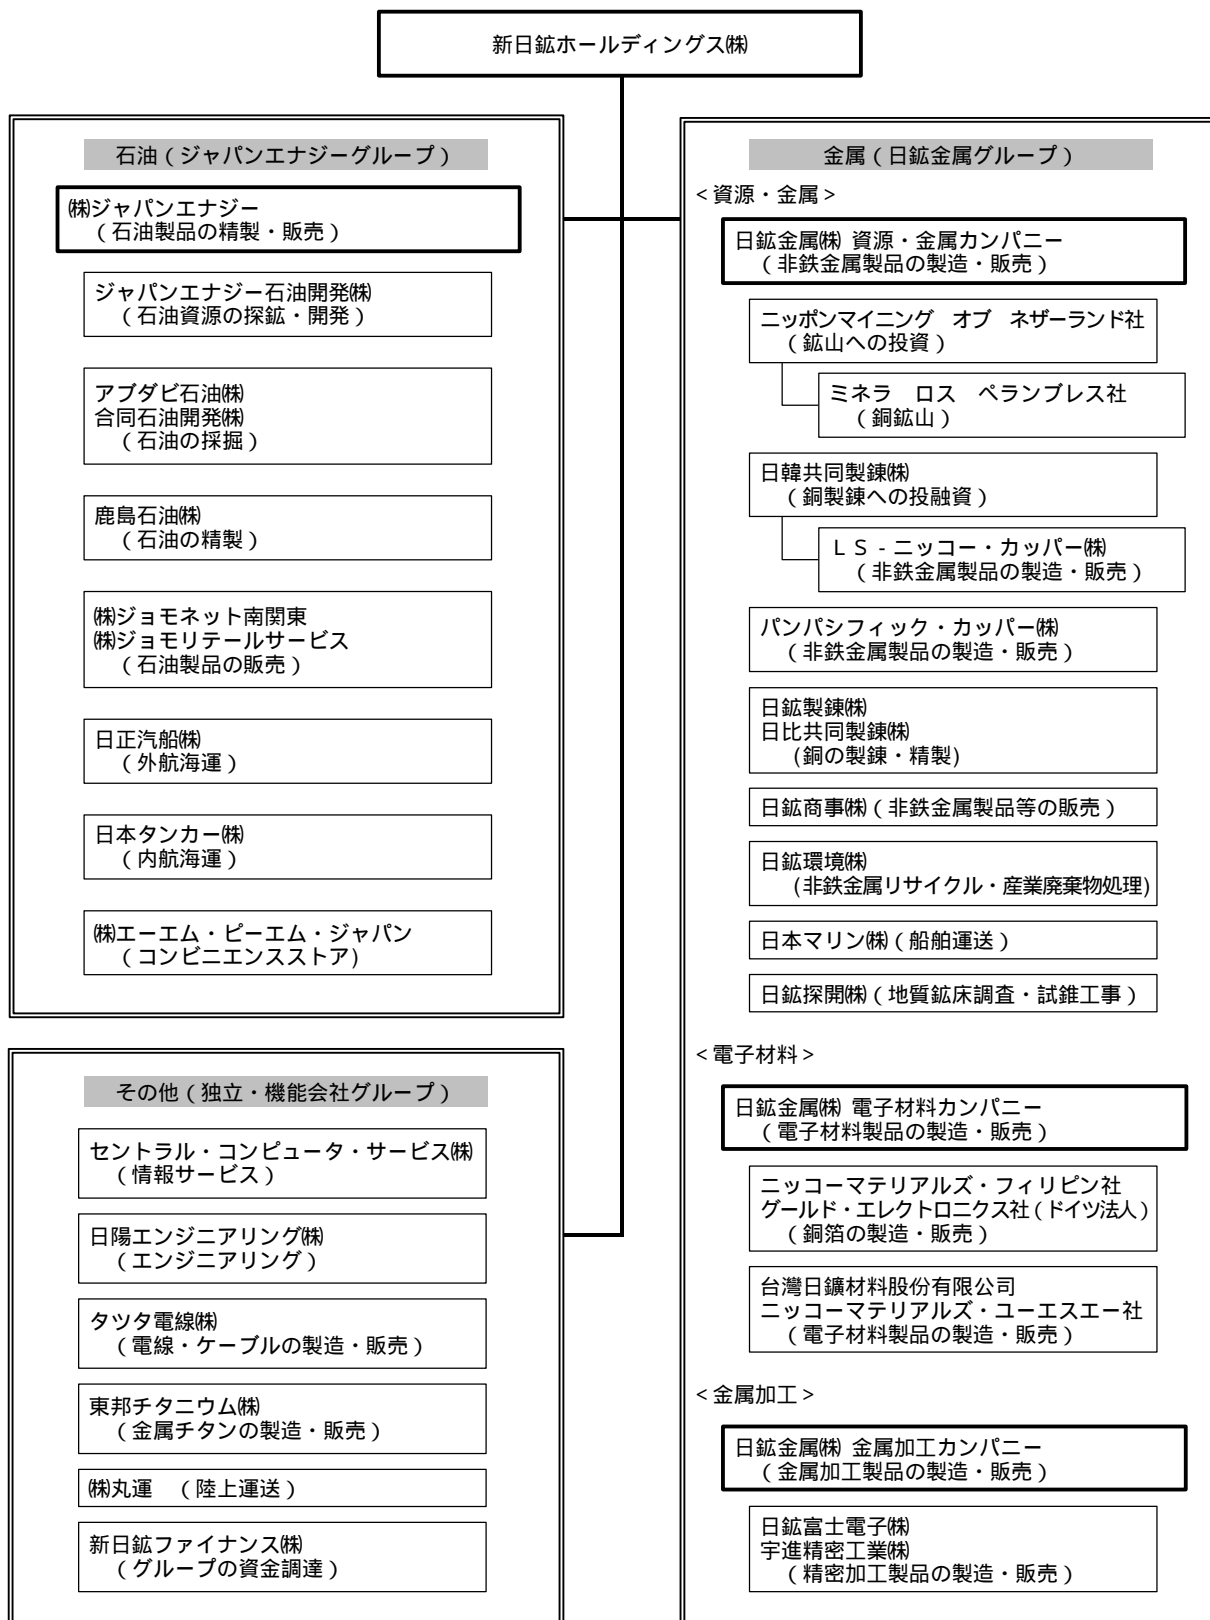 新日鉱ホールディングス㈱
石油(ジャパンエナジーグループ)
㈱ジャパンエナジー
(石油製品の精製・販売)
ジャパンエナジー石油開発㈱
(石油資源の探鉱・開発)
アブダビ石油㈱
合同石油開発㈱
(石油の採掘)
鹿島石油㈱
(石油の精製)
㈱ジョモネット南関東
㈱ジョモリテールサービス
(石油製品の販売)
日正汽船㈱
(外航海運)
日本タンカー㈱
(内航海運)
㈱エーエム・ピーエム・ジャパン
(コンビニエンスストア)
その他(独立・機能会社グループ)
セントラル・コンピュータ・サービス㈱
(情報サービス)
日陽エンジニアリング㈱
(エンジニアリング)
タツタ電線㈱
(電線・ケーブルの製造・販売)
東邦チタニウム㈱
(金属チタンの製造・販売)
㈱丸運 (陸上運送)
新日鉱ファイナンス㈱
(グループの資金調達)
金属(日鉱金属グループ)
<資源・金属>
日鉱金属㈱ 資源・金属カンパニー
(非鉄金属製品の製造・販売)
ニッポンマイニング オブ ネザーランド社
(鉱山への投資)
ミネラ ロス ペランブレス社
(銅鉱山)
日韓共同製錬㈱
(銅製錬への投融資)
LS-ニッコー・カッパー㈱
(非鉄金属製品の製造・販売)
パンパシフィック・カッパー㈱
(非鉄金属製品の製造・販売)
日鉱製錬㈱
日比共同製錬㈱
(銅の製錬・精製)
日鉱商事㈱(非鉄金属製品等の販売)
日鉱環境㈱
(非鉄金属リサイクル・産業廃棄物処理)
日本マリン㈱(船舶運送)
日鉱探開㈱(地質鉱床調査・試錐工事)
<電子材料>
日鉱金属㈱ 電子材料カンパニー
(電子材料製品の製造・販売)
ニッコーマテリアルズ・フィリピン社
グールド・エレクトロニクス社(ドイツ法人)
(銅箔の製造・販売)
台灣日鑛材料股份有限公司
ニッコーマテリアルズ・ユーエスエー社
(電子材料製品の製造・販売)
<金属加工>
日鉱金属㈱ 金属加工カンパニー
(金属加工製品の製造・販売)
日鉱富士電子㈱
宇進精密工業㈱
(精密加工製品の製造・販売)